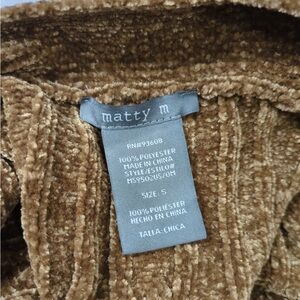 matty m
RN#93608
100% POLYESTER
MADE IN CHINA
STYLE/ESTILO#
MS9502US/OM
SIZE: S
100% POLIESTER
HECHO EN CHINA
TALLA: CHICA